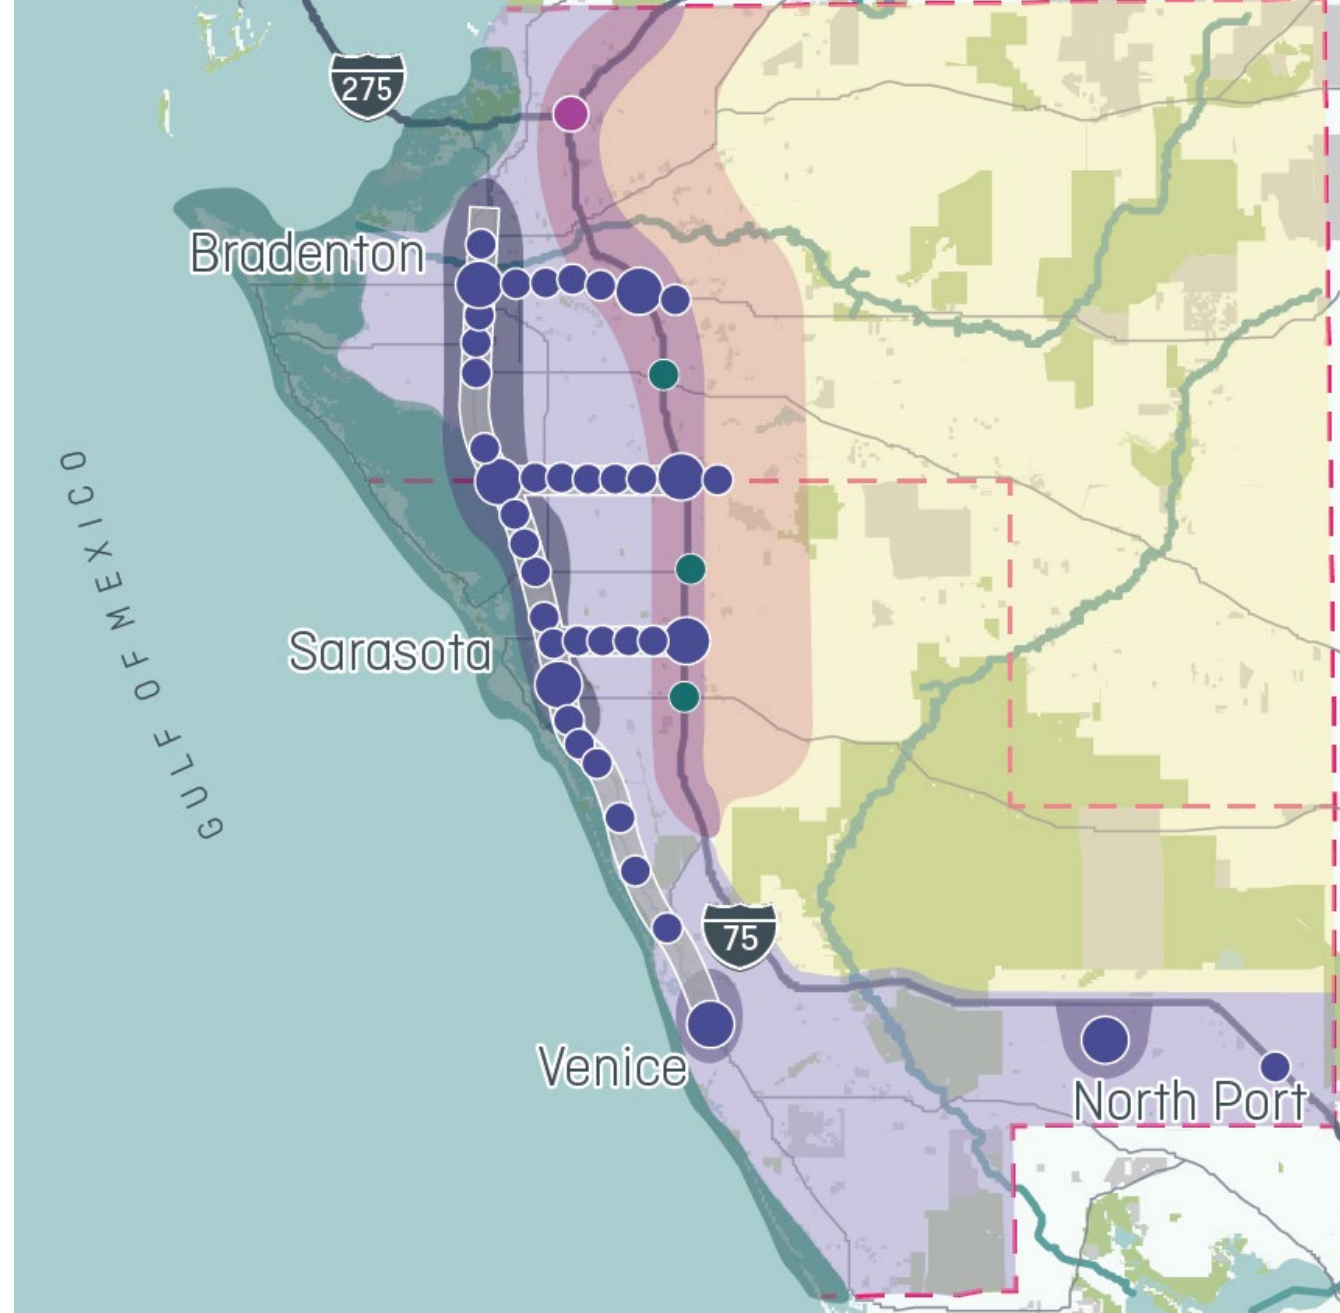 275
Bradenton
GULF OF MEXICO
Sarasota
75
Venice
North Port